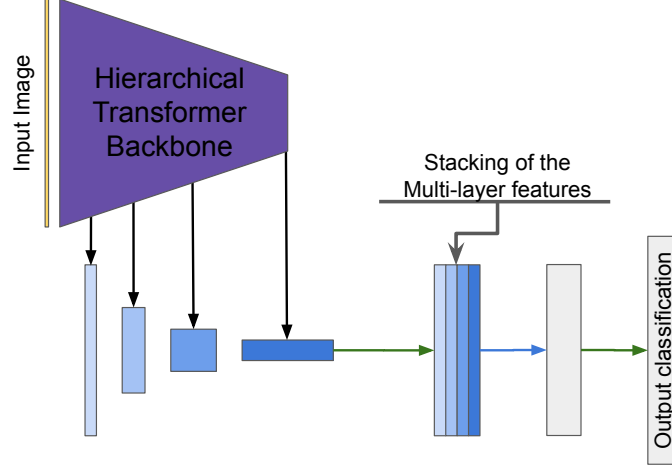 Input Image
Hierarchical
Transformer
Backbone
Stacking of the
Multi-layer features
Output classification